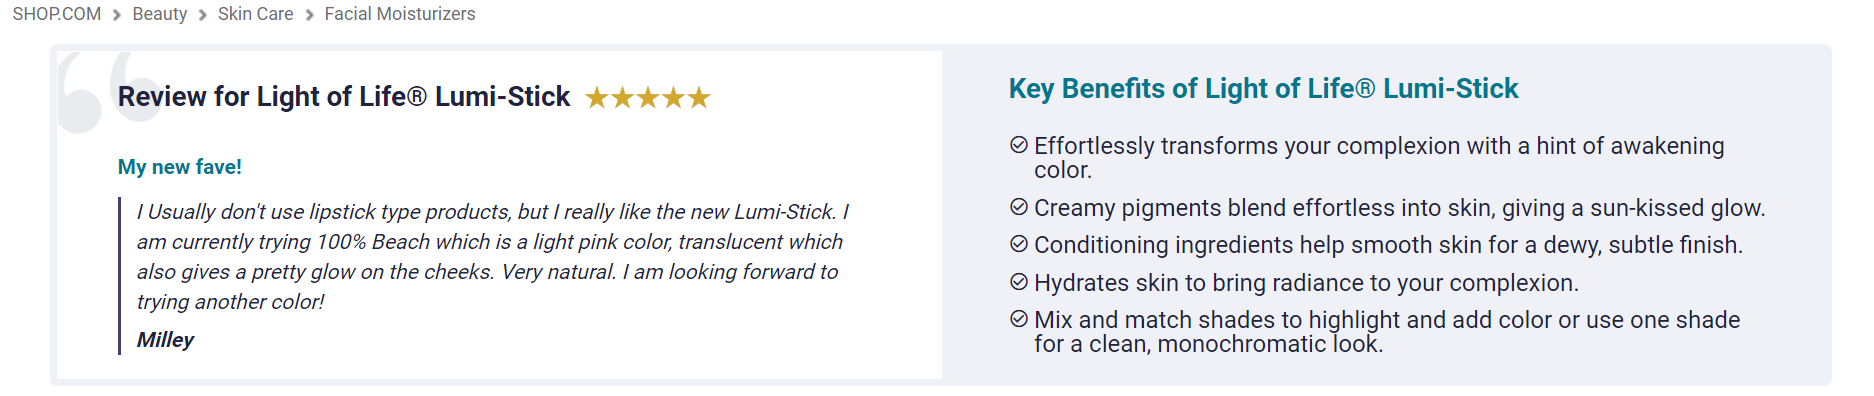 SHOP.COM > Beauty > Skin Care > Facial Moisturizers
Review for Light of Life® Lumi-Stick ★★★★★
My new fave!
I Usually don't use lipstick type products, but I really like the new Lumi-Stick. I
am currently trying 100% Beach which is a light pink color, translucent which
also gives a pretty glow on the cheeks. Very natural. I am looking forward to
trying another color!
Milley
Key Benefits of Light of Life® Lumi-Stick
Effortlessly transforms your complexion with a hint of awakening
color.
Creamy pigments blend effortless into skin, giving a sun-kissed glow.
Conditioning ingredients help smooth skin for a dewy, subtle finish.
Hydrates skin to bring radiance to your complexion.
Mix and match shades to highlight and add color or use one shade
for a clean, monochromatic look.